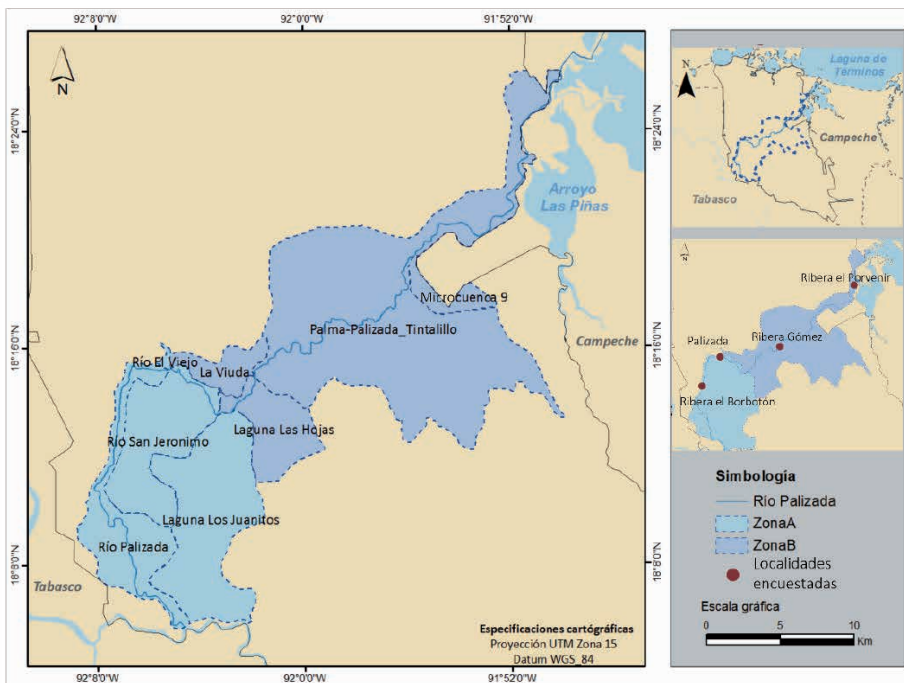 92°8'0"W
92°0'0"W
91°52'0"W
N
18°24'0"N
18°16'0"N
18°8'0"N
Arroyo
Las Piñas
Microcuenca 9
Palma-Palizada_Tintalillo
Campeche
Río El Viejo
La Viuda
Laguna Las Hojas
Río San Jeronimo
Laguna Los Juanitos
Río Palizada
Tabasco
Especificaciones cartógráficas
Proyección UTM Zona 15
Datum WGS_84
18°24'0"N
18°16'0"N
18°8'0"N
92°8'0"W
92°0'0"W
91°52'0"W
Laguna de
Términos
N
Campeche
Tabasco
N
Ribera el Porvenir
Palizada
Ribera Gómez
Ribera el Borbotón
Simbología
Río Palizada
ZonaA
ZonaB
Localidades
encuestadas
Escala gráfica
0 5 10
Km